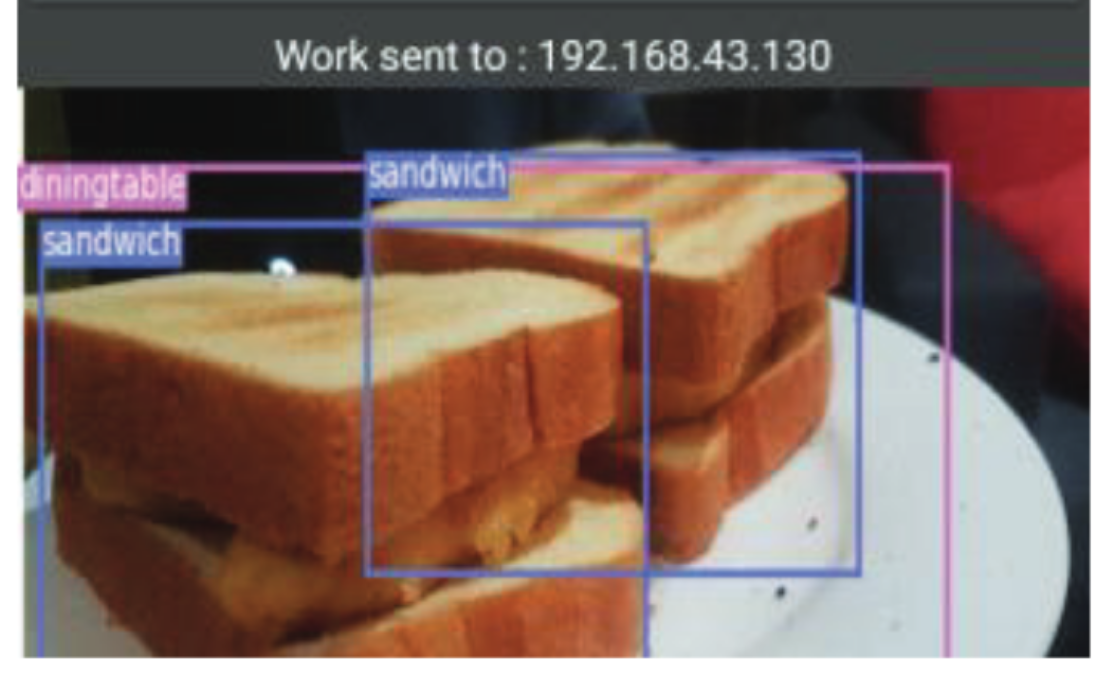 Work sent to : 192.168.43.130
diningtable
sandwich
sandwich